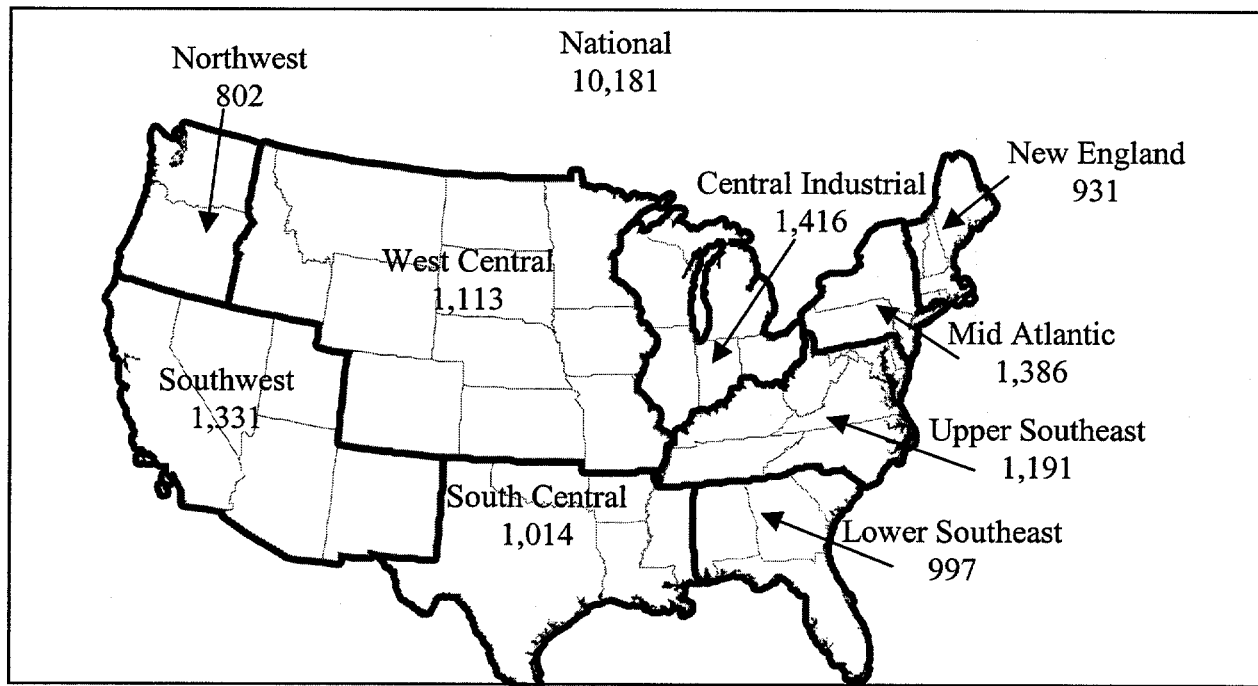 National
10,181
Northwest
802
New England
931
Central Industrial
1,416
West Central
1,113
Mid Atlantic
1,386
Southwest
1,331
Upper Southeast
1,191
South Central
1,014
Lower Southeast
997